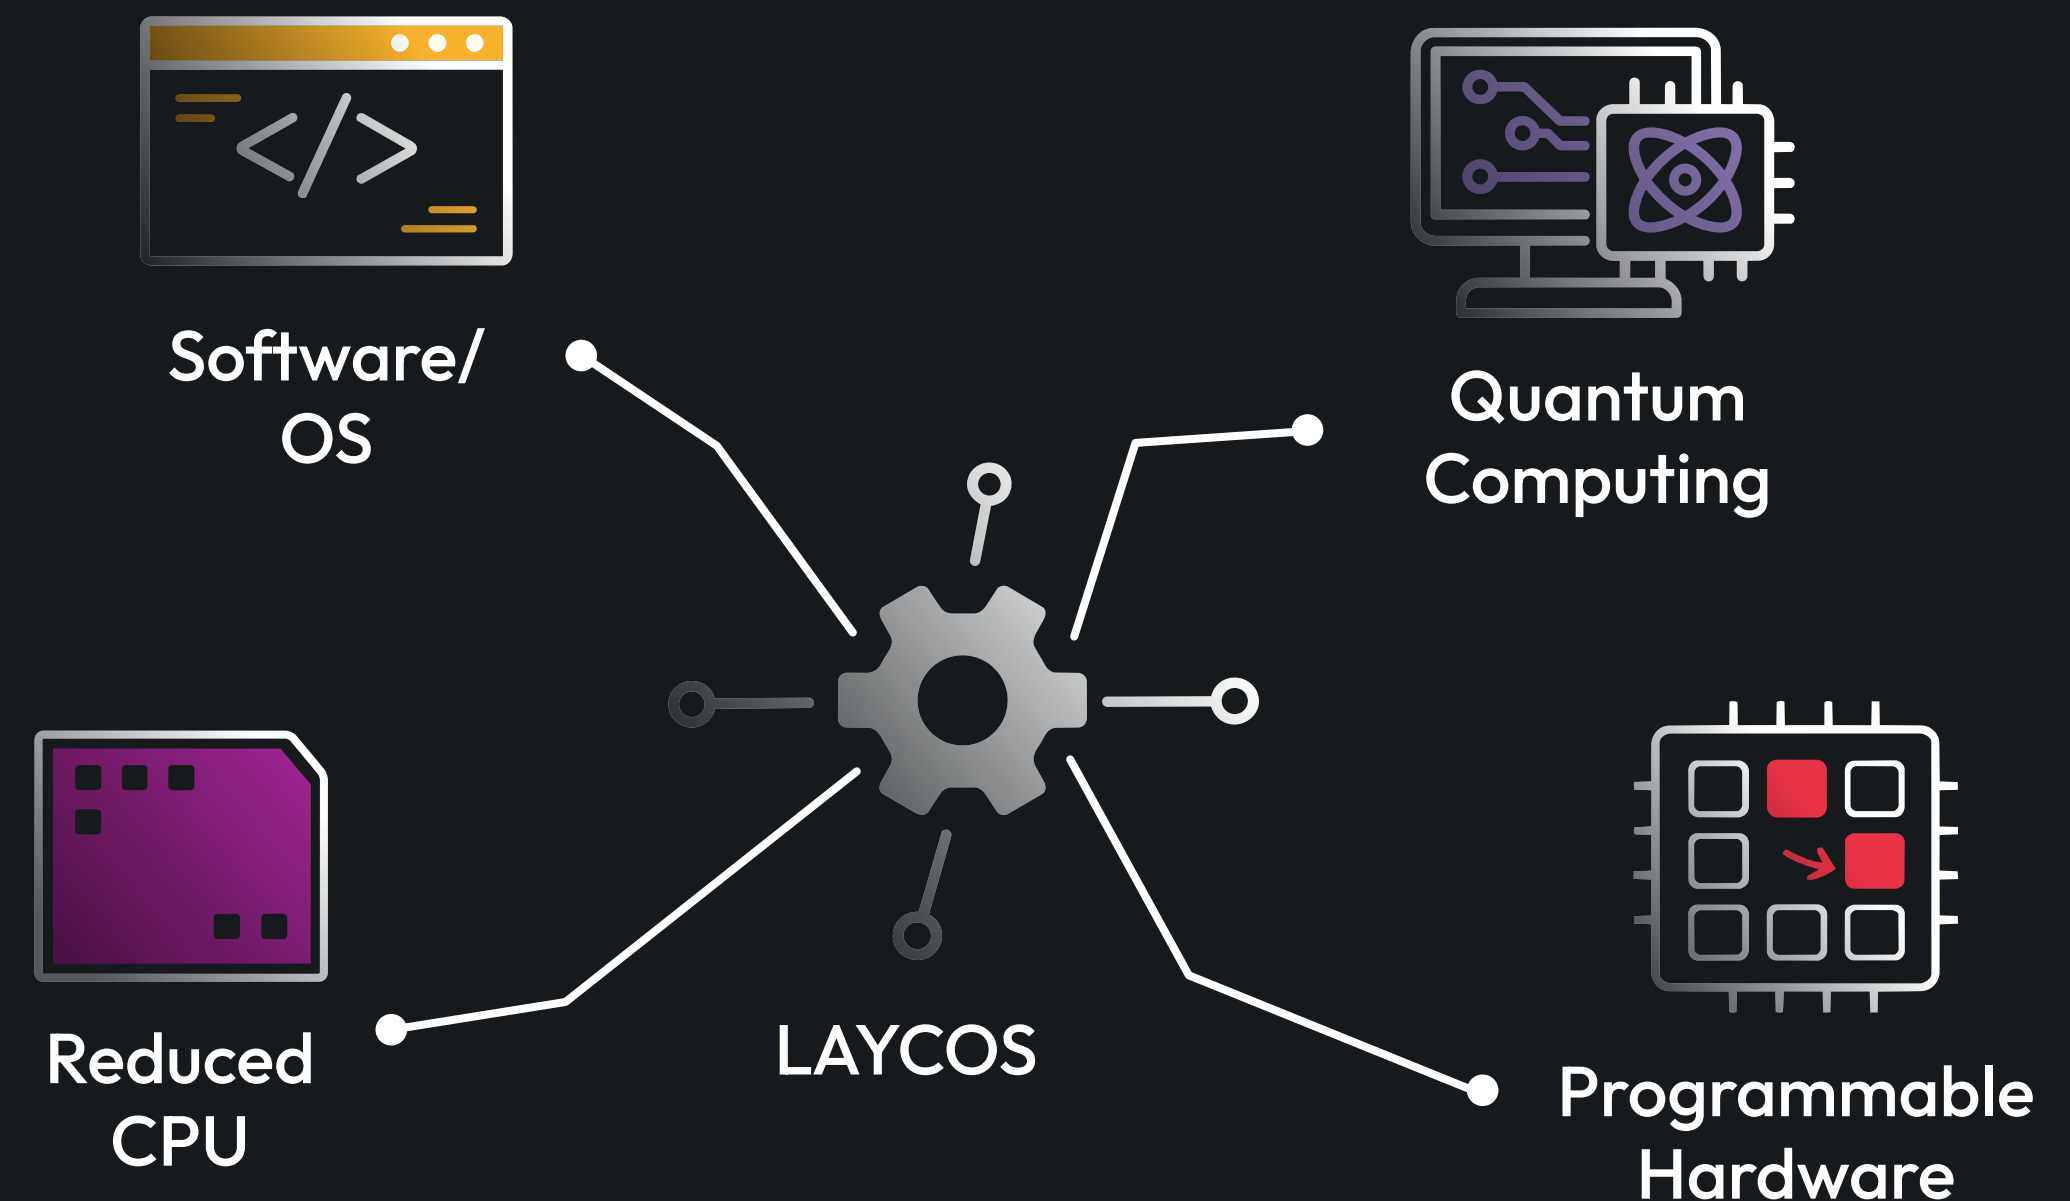 Software/
OS
Quantum
Computing
Reduced
CPU
LAYCOS
Programmable
Hardware